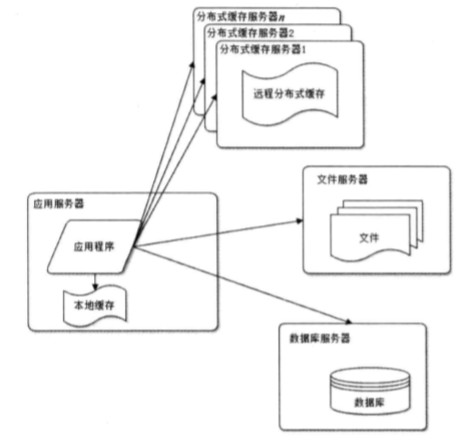 分布式缓存服务器n
分布式缓存服务器2
分布式缓存服务器1
远程分布式缓存
文件服务器
文件
应用服务器
应用程序
本地缓存
数据库服务器
数据库